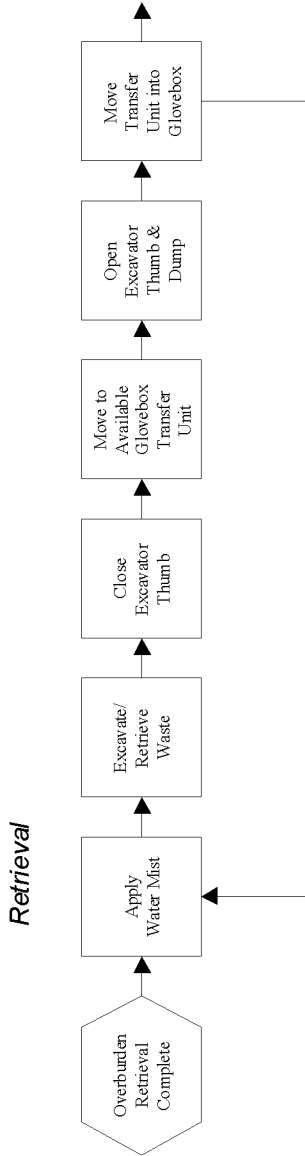 Retrieval
Overburden
Retrieval
Complete
Apply
Water Mist
Excavate/
Retrieve
Waste
Close
Excavator
Thumb
Move to
Available
Glovebox
Transfer
Unit
Open
Excavator
Thumb &
Dump
Move
Transfer
Unit into
Glovebox